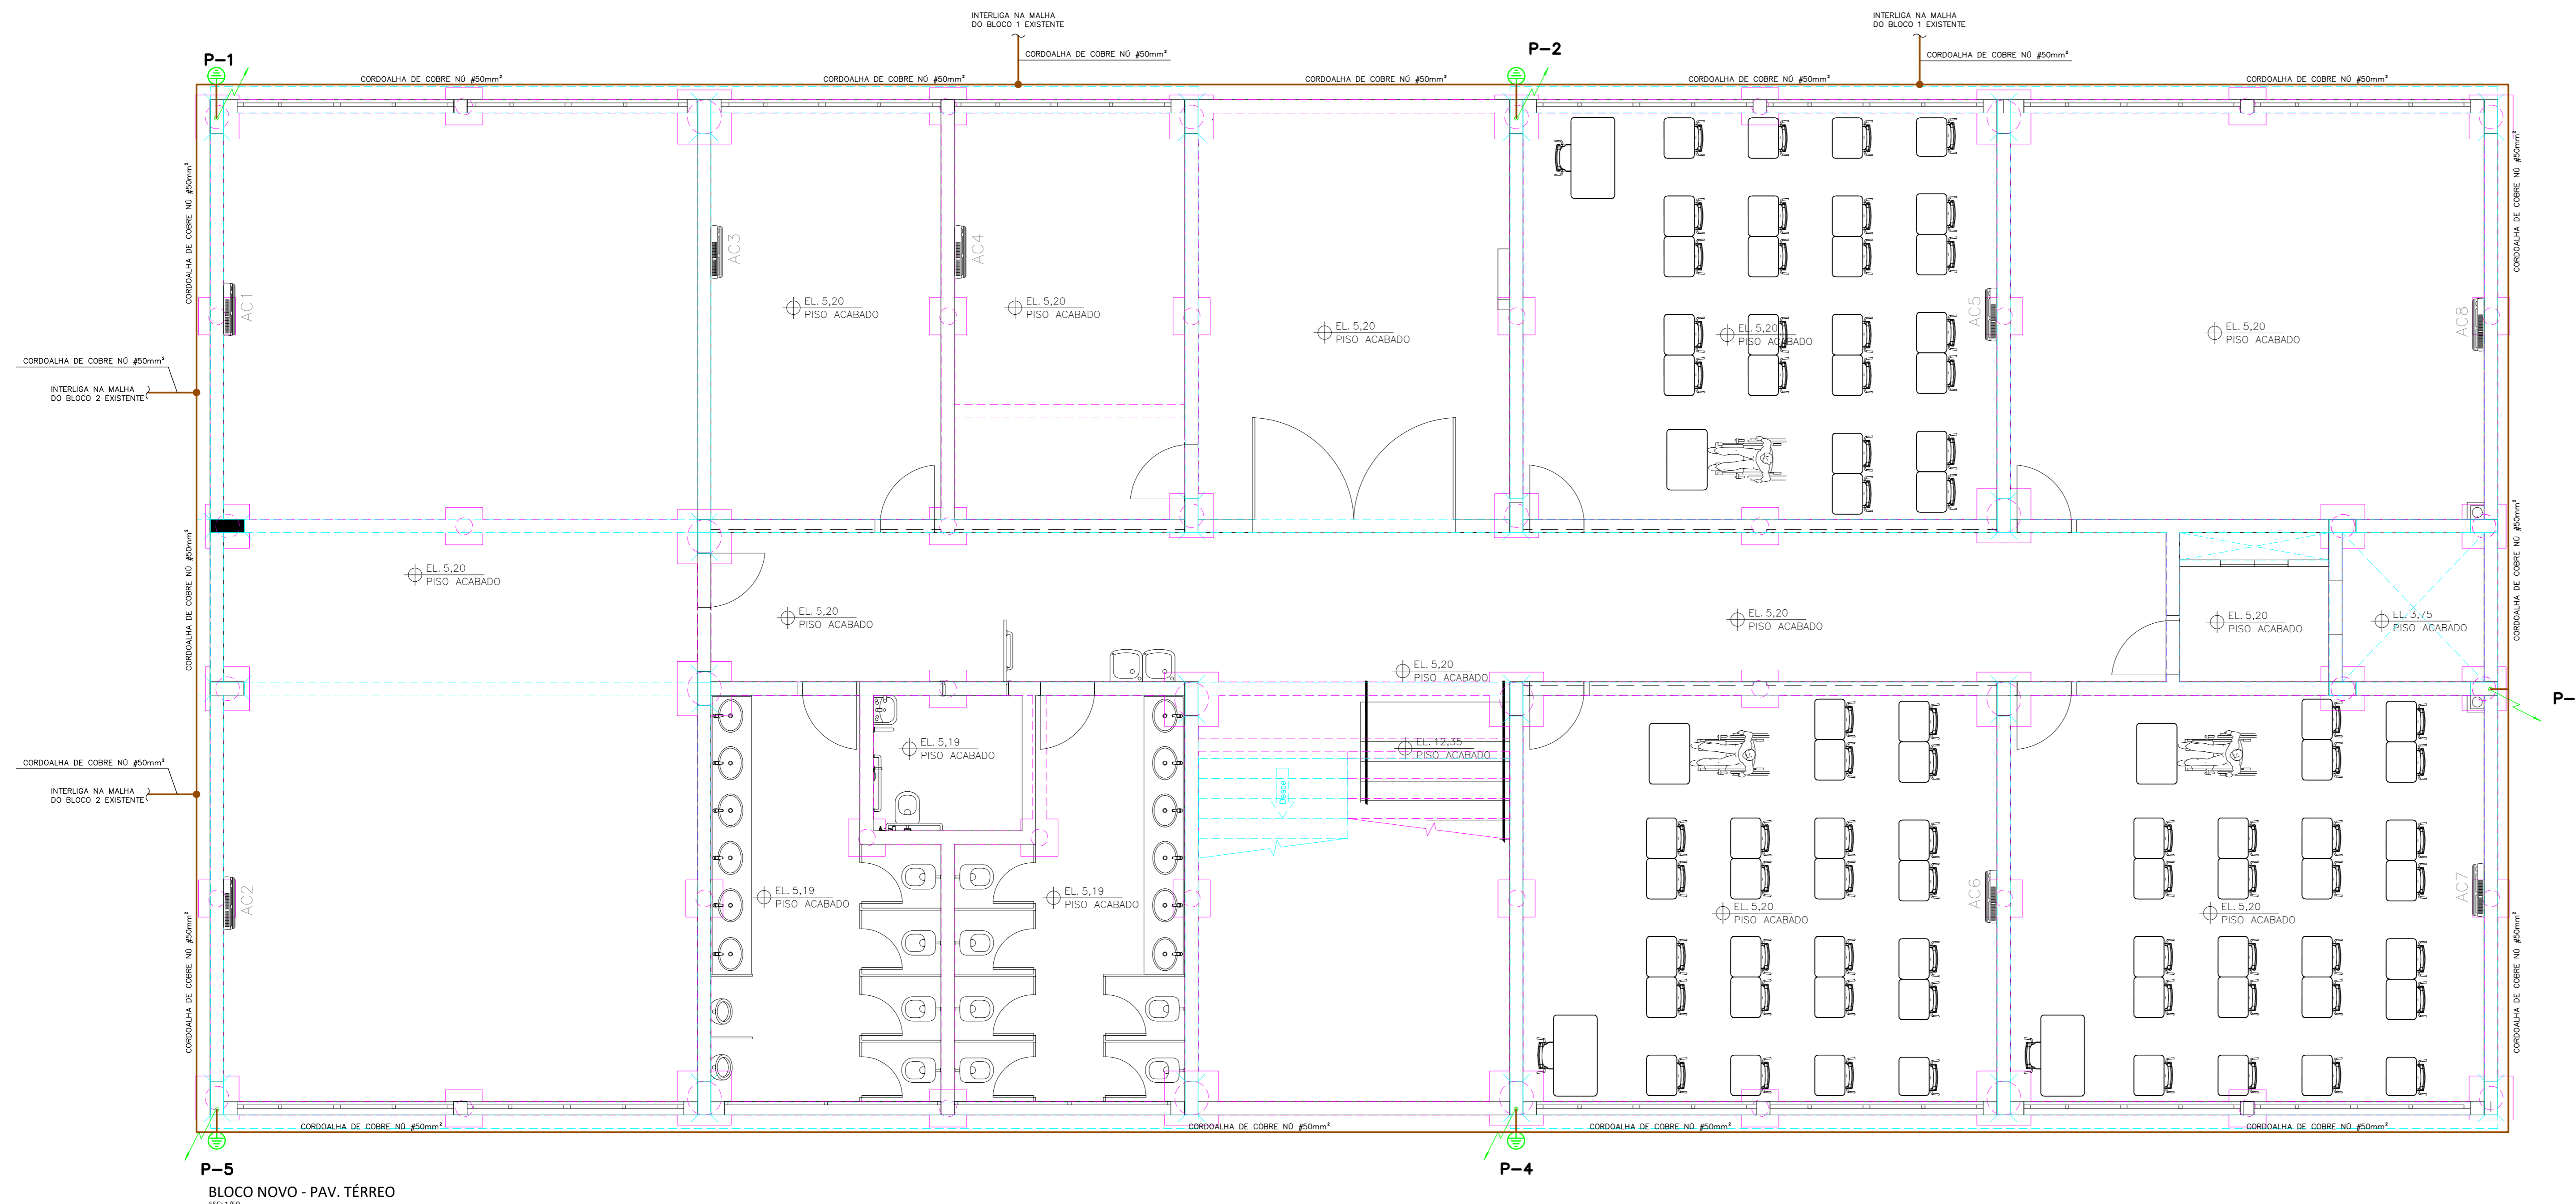 INTERLIGA NA MALHA
DO BLOCO 1 EXISTENTE
INTERLIGA NA MALHA
DO BLOCO 1 EXISTENTE
P-1
P-2
CORDOALHA DE COBRE NÚ #50mm²
CORDOALHA DE COBRE NÚ #50mm²
CORDOALHA DE COBRE NÚ #50mm²
CORDOALHA DE COBRE NÚ #50mm²
CORDOALHA DE COBRE NÚ #50mm²
CORDOALHA DE COBRE NÚ #50mm²
CORDOALHA DE COBRE NÚ #50mm²
CORDOALHA DE COBRE NÚ #50mm²
CORDOALHA DE COBRE NÚ #50mm²
AC1
AC3
AC4
AC5
AC8
EL. 5,20
PISO ACABADO
EL. 5,20
PISO ACABADO
EL. 5,20
PISO ACABADO
EL. 5,20
PISO ACABADO
EL. 5,20
PISO ACABADO
CORDOALHA DE COBRE NÚ #50mm²
INTERLIGA NA MALHA
DO BLOCO 2 EXISTENTE
CORDOALHA DE COBRE NÚ #50mm²
CORDOALHA DE COBRE NÚ #50mm²
EL. 5,20
PISO ACABADO
EL. 5,20
PISO ACABADO
EL. 5,20
PISO ACABADO
EL. 5,20
PISO ACABADO
EL. 3,75
PISO ACABADO
EL. 5,20
PISO ACABADO
P-
EL. 5,19
PISO ACABADO
EL. 12,35
PISO ACABADO
Desce
CORDOALHA DE COBRE NÚ #50mm²
INTERLIGA NA MALHA
DO BLOCO 2 EXISTENTE
CORDOALHA DE COBRE NÚ #50mm²
CORDOALHA DE COBRE NÚ #50mm²
AC2
AC6
AC7
EL. 5,19
PISO ACABADO
EL. 5,19
PISO ACABADO
EL. 5,20
PISO ACABADO
EL. 5,20
PISO ACABADO
CORDOALHA DE COBRE NÚ #50mm²
CORDOALHA DE COBRE NÚ #50mm²
CORDOALHA DE COBRE NÚ #50mm²
CORDOALHA DE COBRE NÚ #50mm²
P-5
P-4
BLOCO NOVO - PAV. TÉRREO